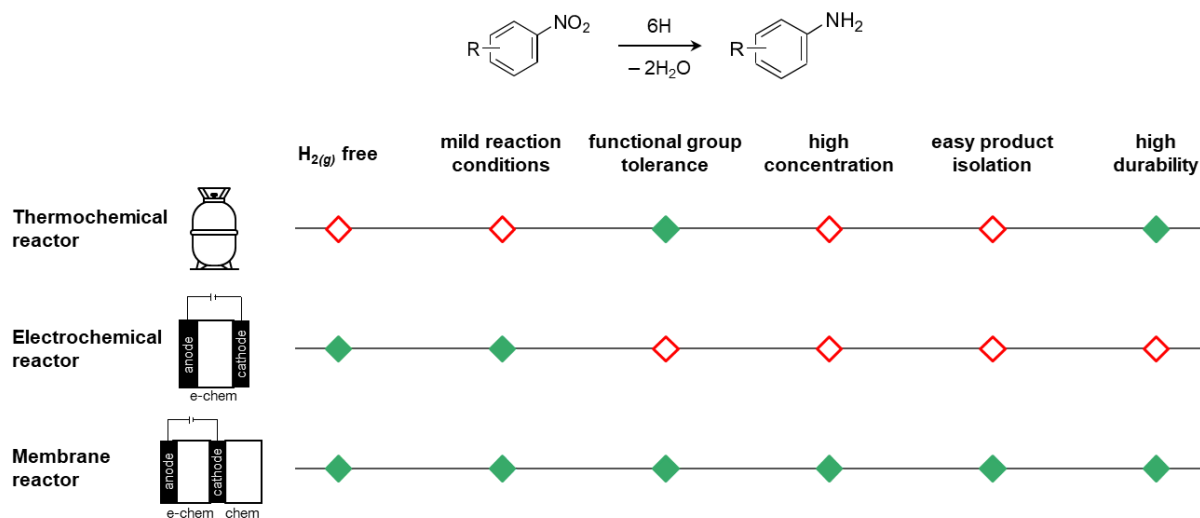 R
NO2
6H
– 2H2O
R
NH2
H2(g) free
mild reaction
conditions
functional group
tolerance
high
concentration
easy product
isolation
high
durability
Thermochemical
reactor
Electrochemical
reactor
anode
cathode
e-chem
Membrane
reactor
anode
cathode
e-chem chem